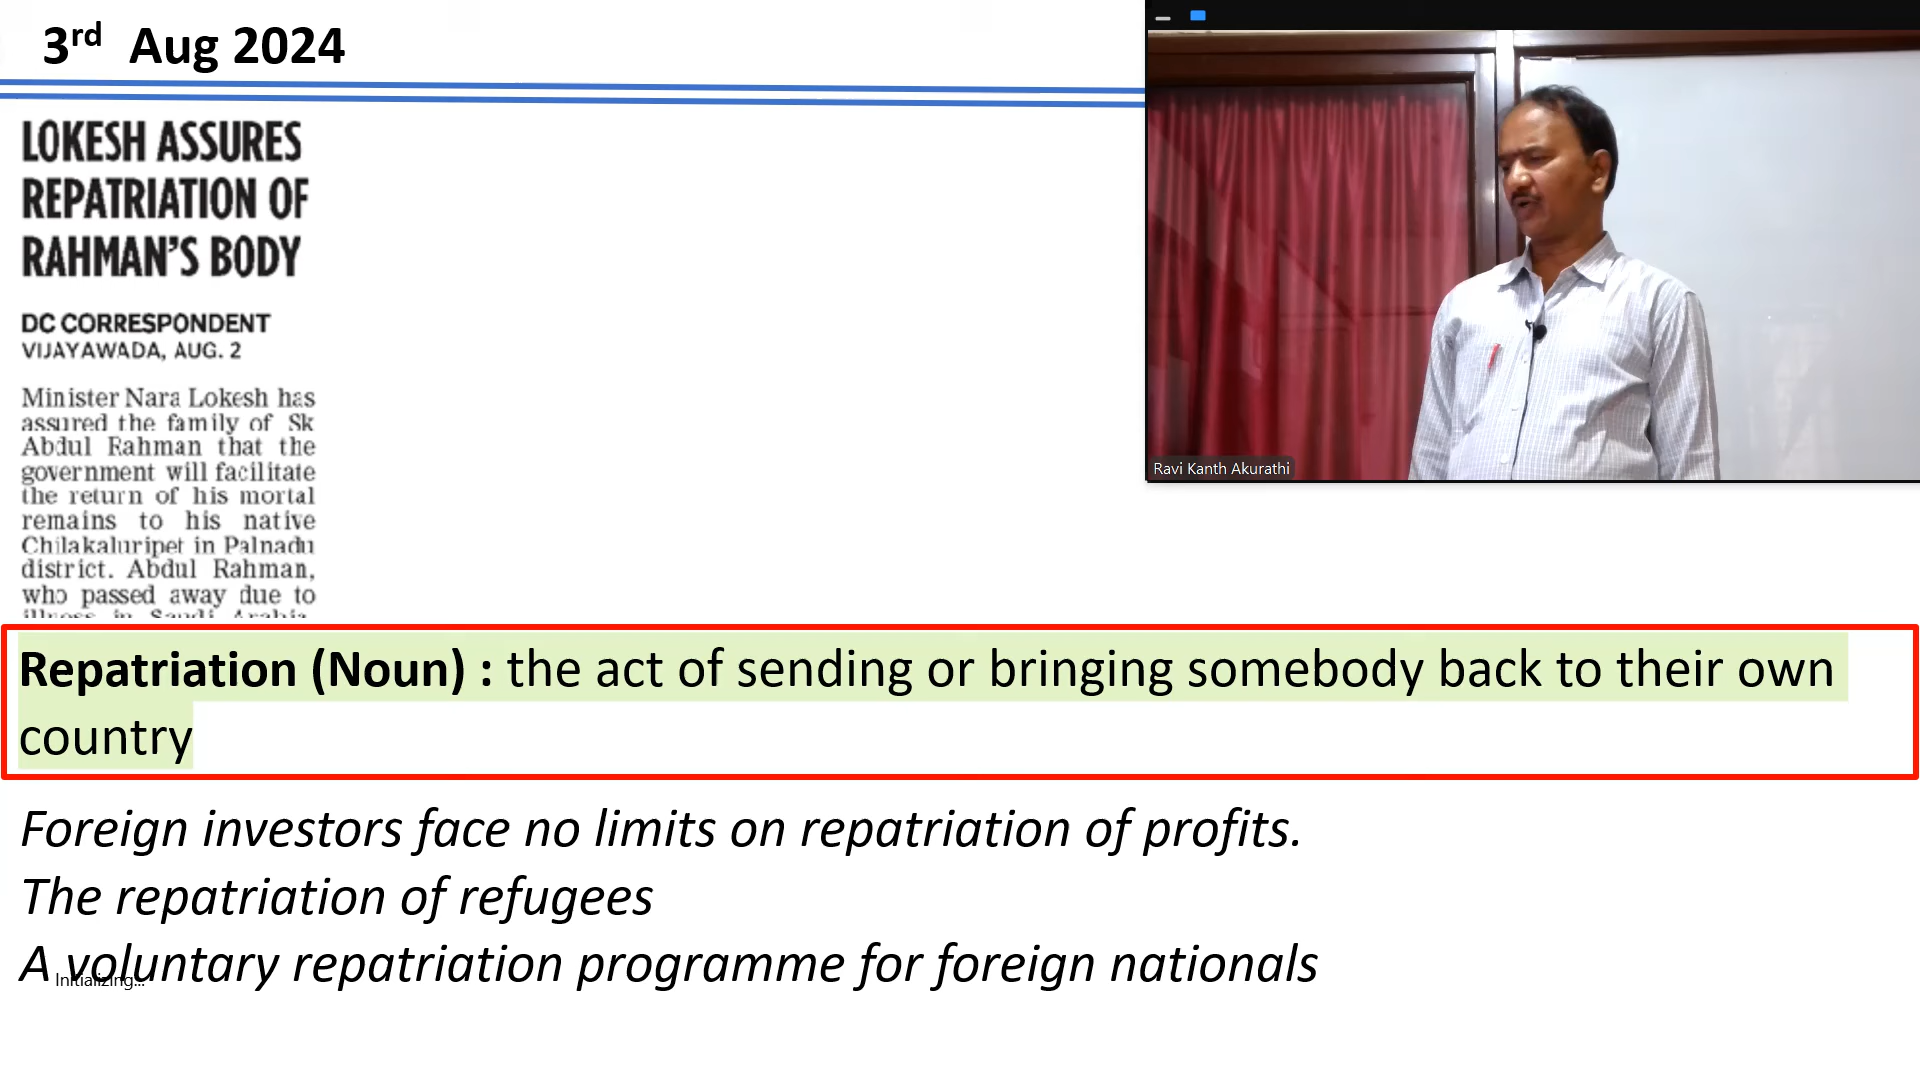 3rd Aug 2024
LOKESH ASSURES
REPATRIATION OF
RAHMAN'S BODY
DC CORRESPONDENT
VIJAYAWADA, AUG. 2
Minister Nara Lokesh has
assured the family of Sk
Abdul Rahman that the
government will facilitate
the return of his mortal
remains to his native
Chilakaluripet in Palnadu
district. Abdul Rahman,
who passed away due to
illness in Saudi Arabia,
Ravi Kanth Akurathi
Repatriation (Noun) : the act of sending or bringing somebody back to their own
country
Foreign investors face no limits on repatriation of profits.
The repatriation of refugees
A voluntary repatriation programme for foreign nationals
Initializing...